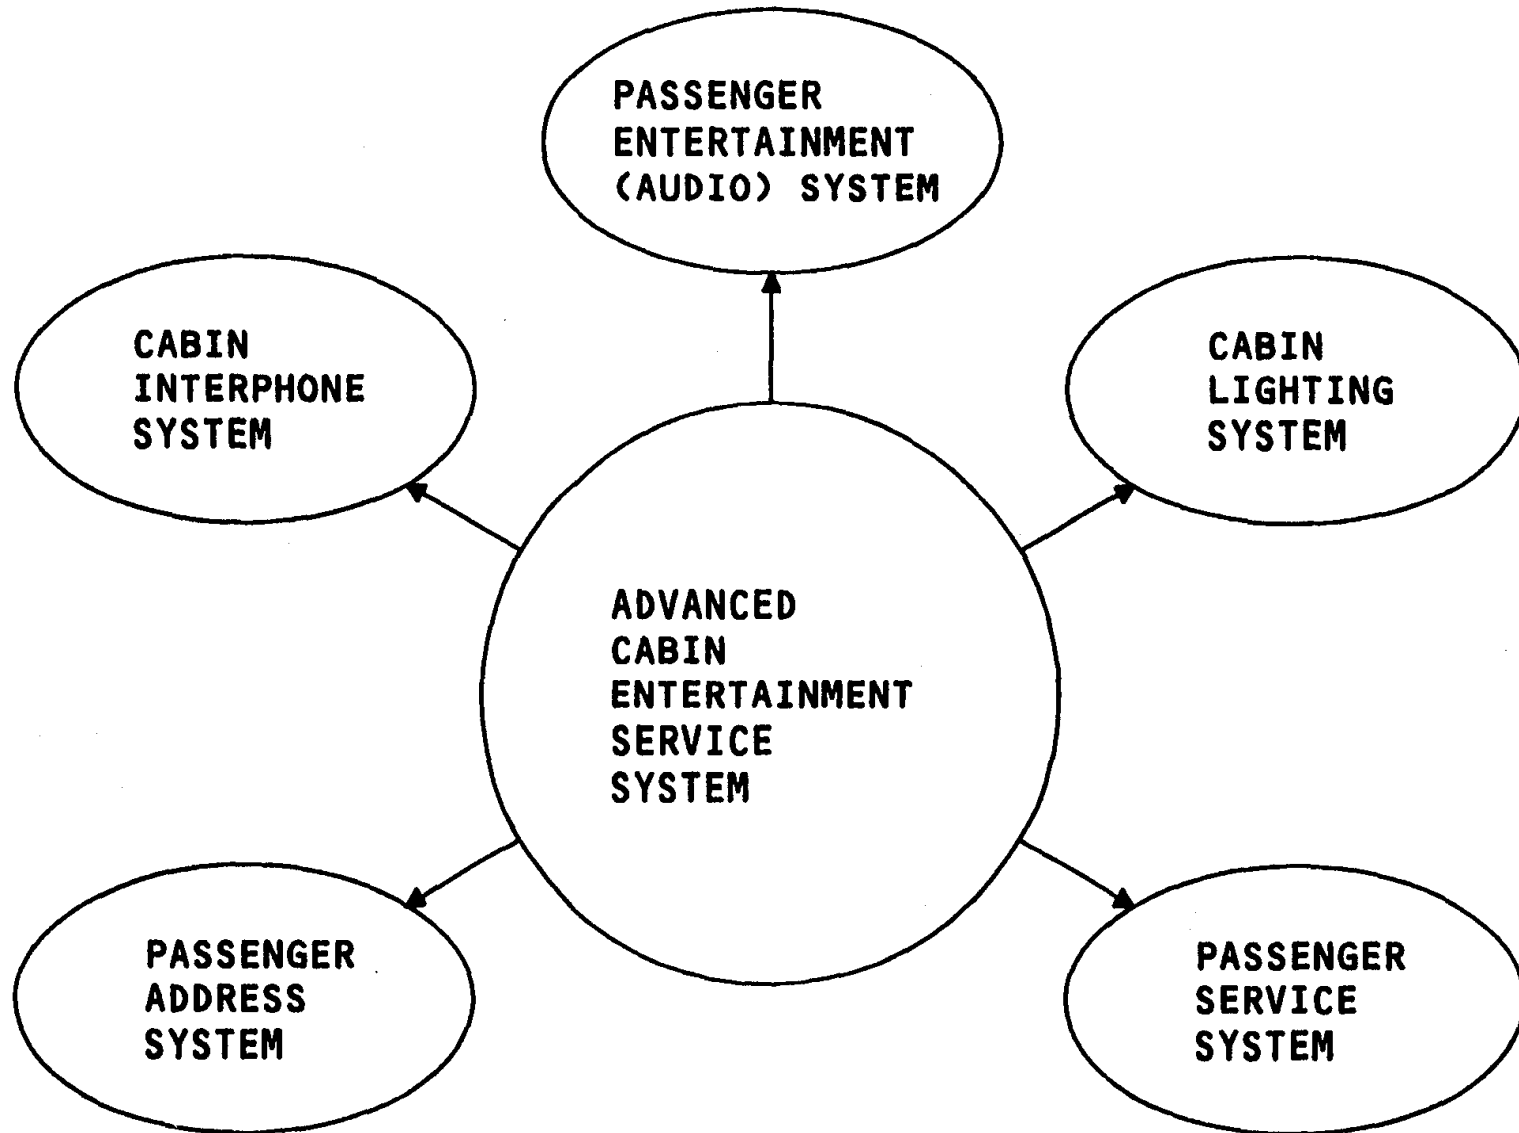 PASSENGER
ENTERTAINMENT
(AUDIO) SYSTEM
CABIN
INTERPHONE
SYSTEM
CABIN
LIGHTING
SYSTEM
ADVANCED
CABIN
ENTERTAINMENT
SERVICE
SYSTEM
PASSENGER
ADDRESS
SYSTEM
PASSENGER
SERVICE
SYSTEM